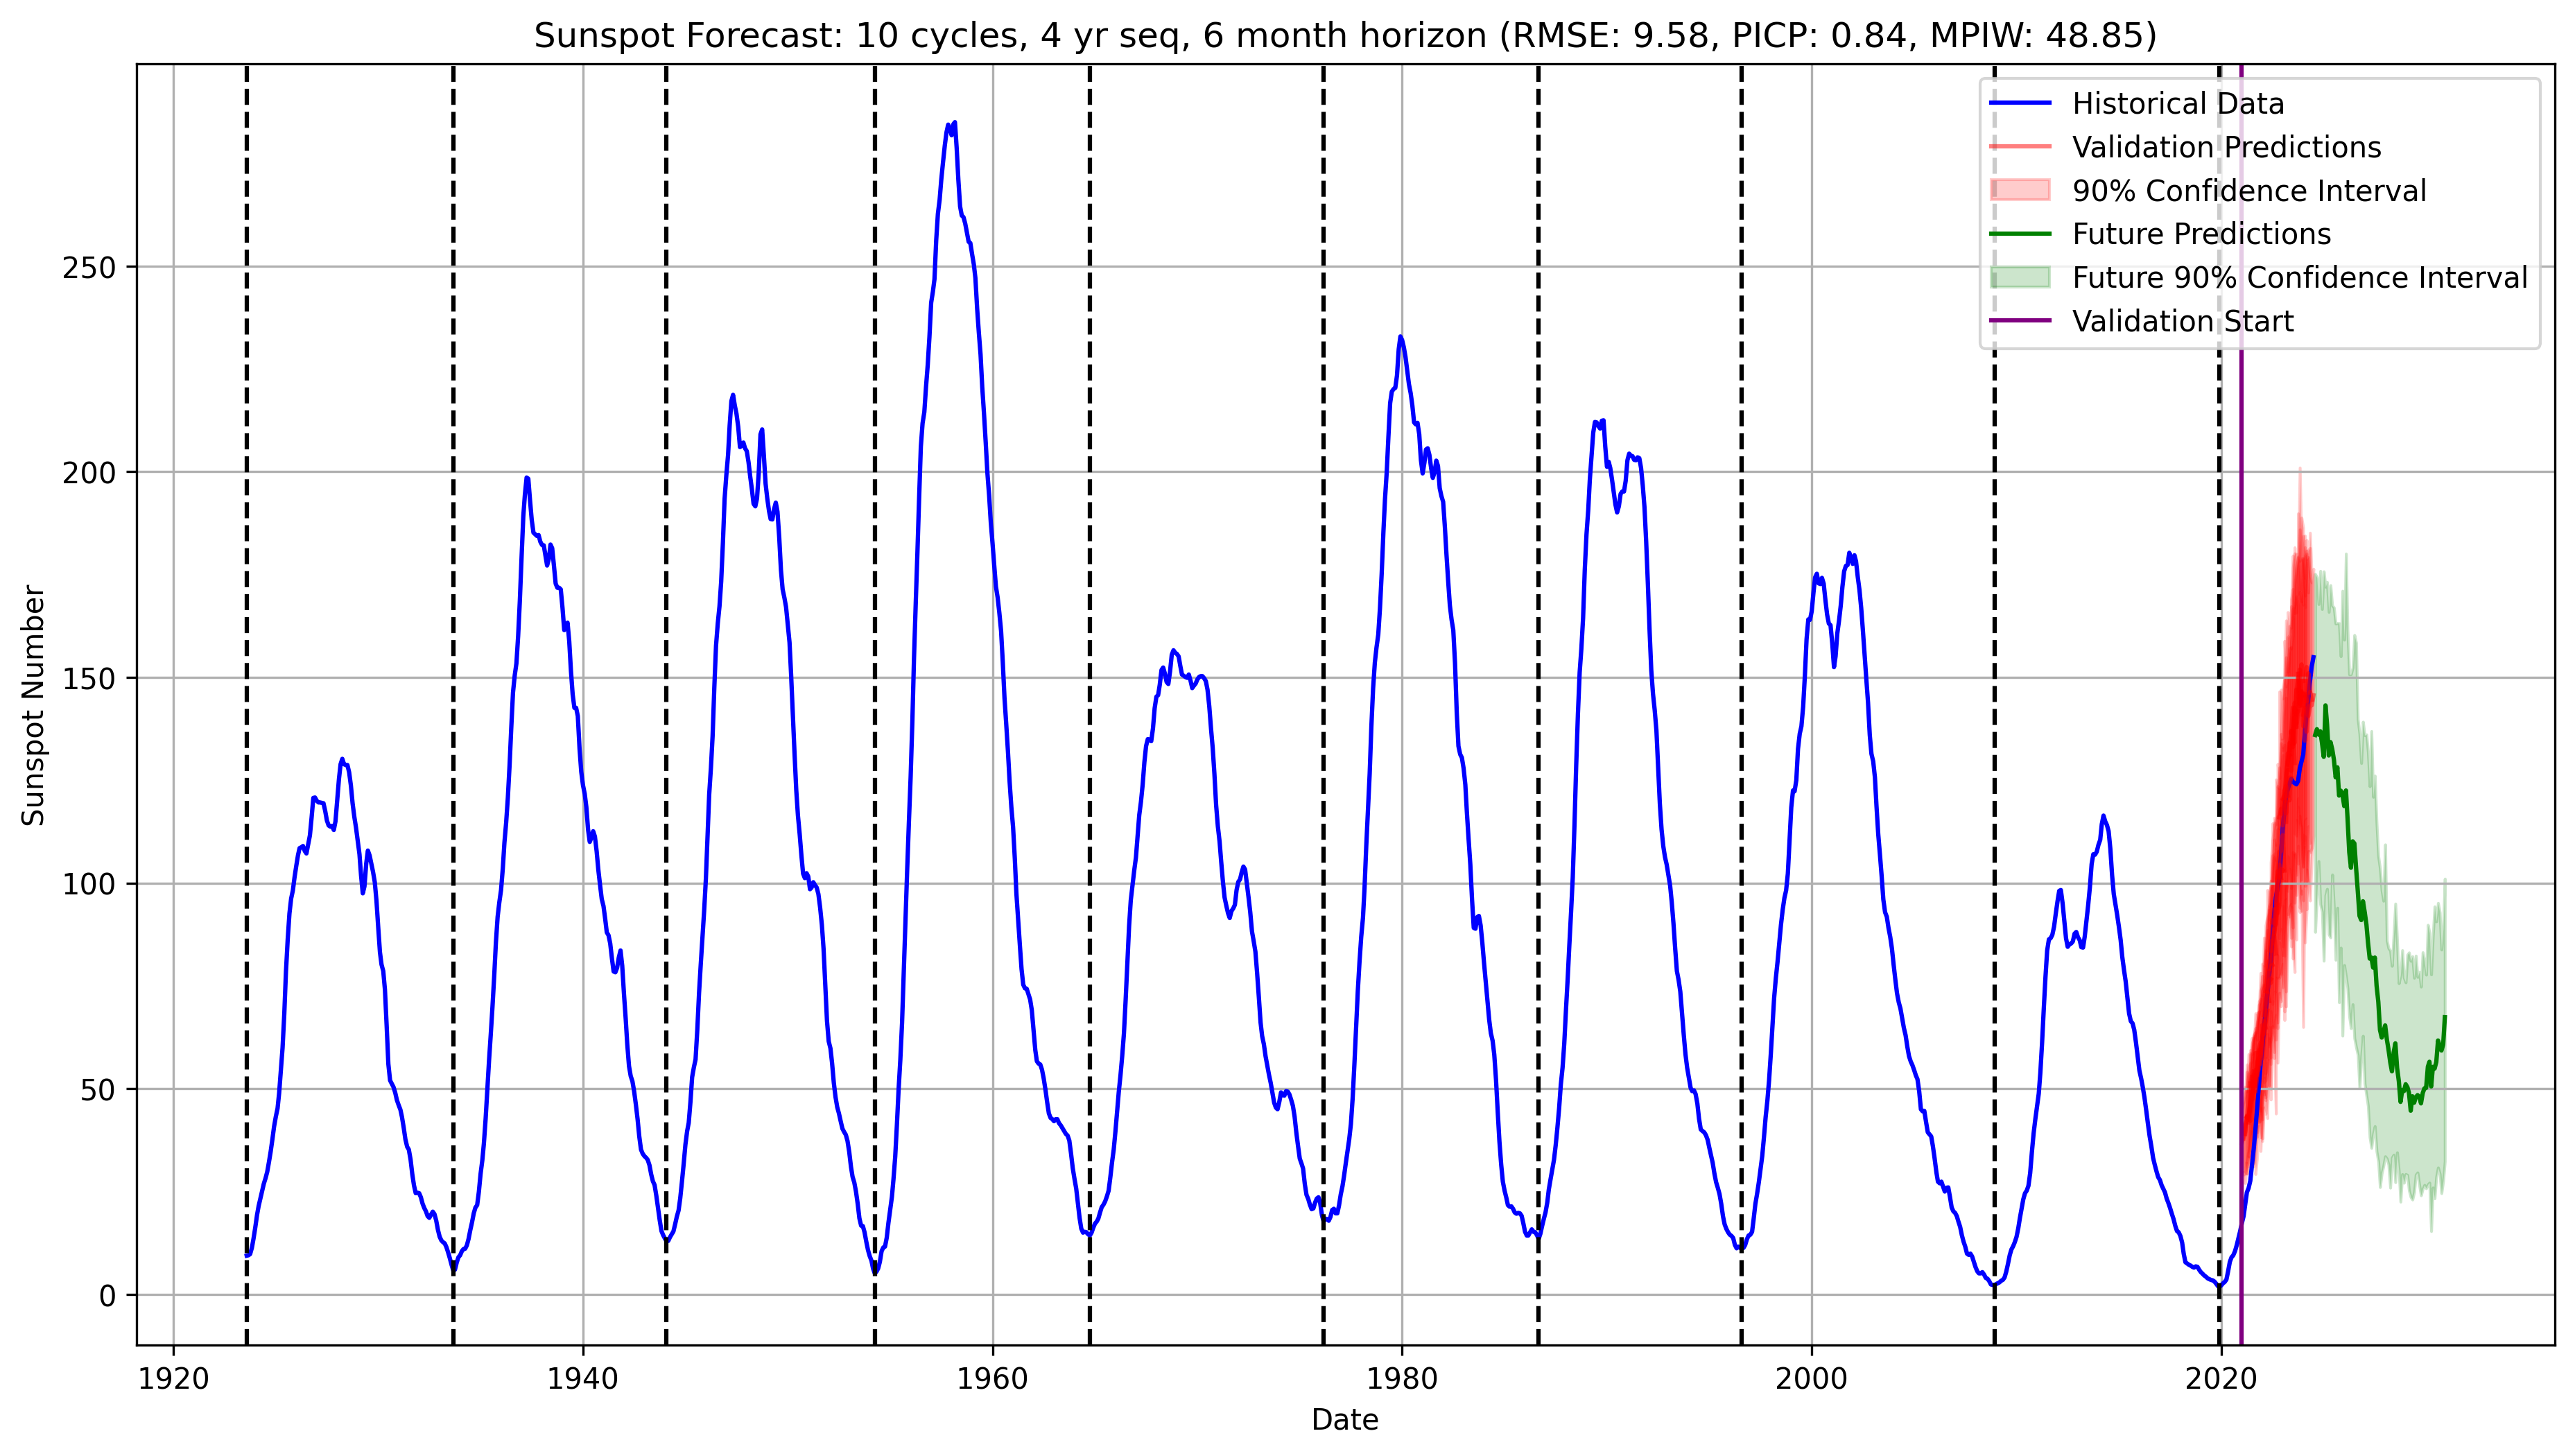 Sunspot Forecast: 10 cycles, 4 yr seq, 6 month horizon (RMSE: 9.58, PICP: 0.84, MPIW: 48.85)
Historical Data
Validation Predictions
90% Confidence Interval
Future Predictions
Future 90% Confidence Interval
Validation Start
Sunspot Number
250
200
150
100
50
0
1920 1940 1960 1980 2000 2020
Date